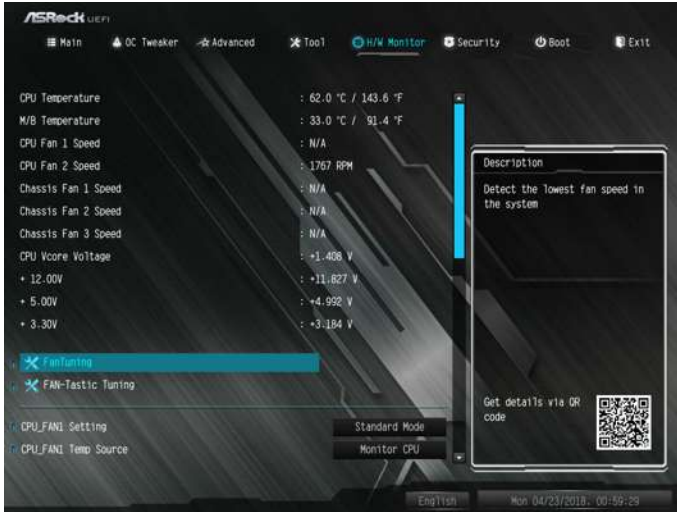 ASRock UEFI
Main OC Tweaker Advanced Tool H/W Monitor Security Boot Exit
CPU Temperature : 62.0 °C / 143.6 °F
M/B Temperature : 33.0 °C / 91.4 °F
CPU Fan 1 Speed : N/A
CPU Fan 2 Speed : 1767 RPM
Chassis Fan 1 Speed : N/A
Chassis Fan 2 Speed : N/A
Chassis Fan 3 Speed : N/A
CPU Vcore Voltage : +1.408 V
+ 12.00V : +11.827 V
+ 5.00V : +4.992 V
+ 3.30V : +3.184 V
FanTuning
FAN-Tastic Tuning
CPU_FAN1 Setting Standard Mode
CPU_FAN1 Temp Source Monitor CPU
Description
Detect the lowest fan speed in
the system
Get details via QR
code
English Mon 04/23/2018. 00:59:29